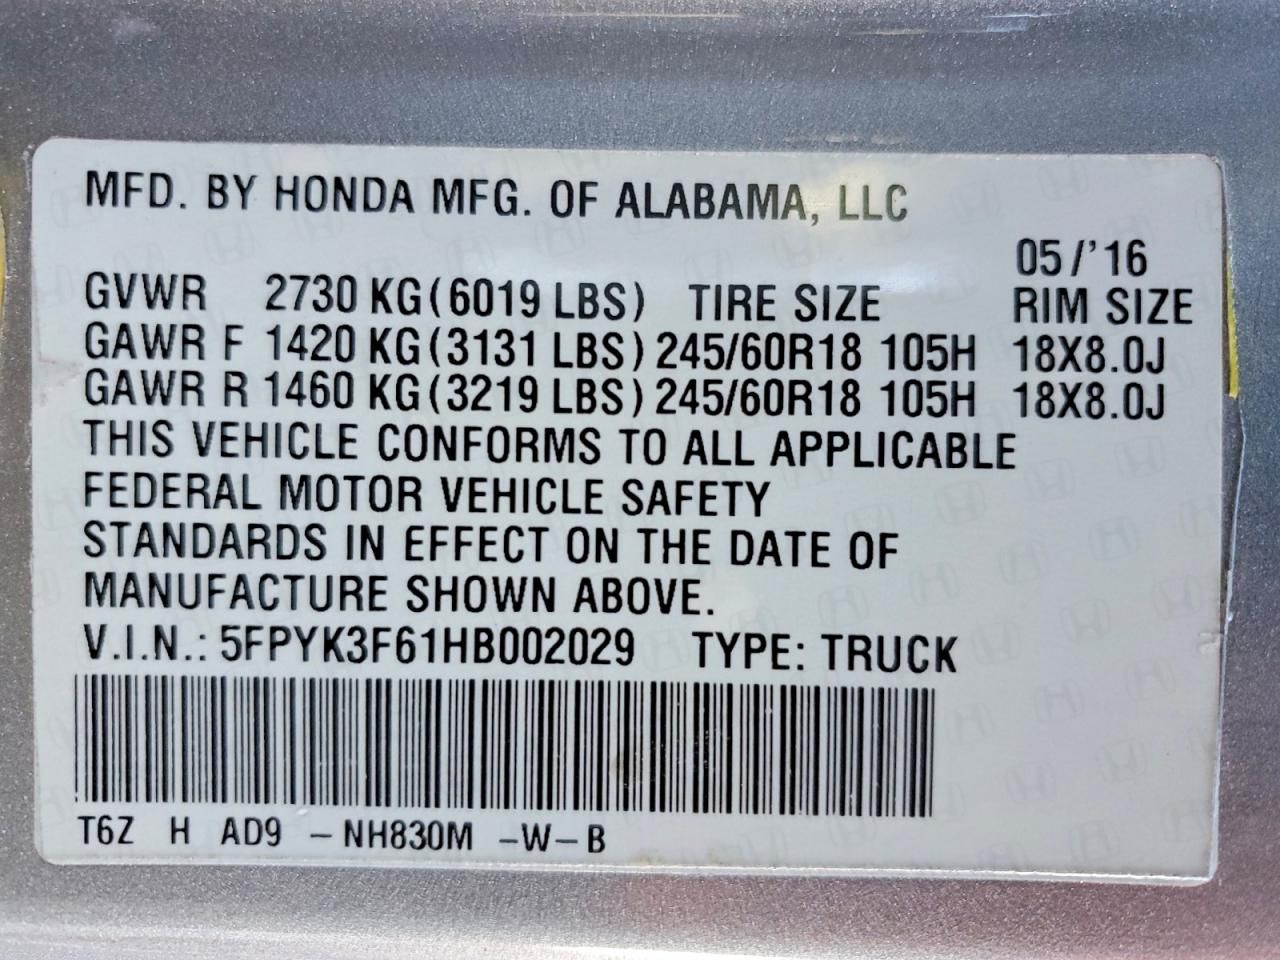 MFD. BY HONDA MFG. OF ALABAMA, LLC
05/'16
GVWR 2730 KG(6019 LBS) TIRE SIZE RIM SIZE
GAWR F 1420 KG(3131 LBS) 245/60R18 105H 18X8.0J
GAWR R 1460 KG(3219 LBS) 245/60R18 105H 18X8.0J
THIS VEHICLE CONFORMS TO ALL APPLICABLE
FEDERAL MOTOR VEHICLE SAFETY
STANDARDS IN EFFECT ON THE DATE OF
MANUFACTURE SHOWN ABOVE.
V.I.N.: 5FPYK3F61HB002029 TYPE: TRUCK
T6Z H AD9 -NH830M -W-B